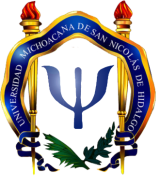 UNIVERSIDAD MICHOACANA DE SAN NICOLÁS DE HIDALGO
Ψ